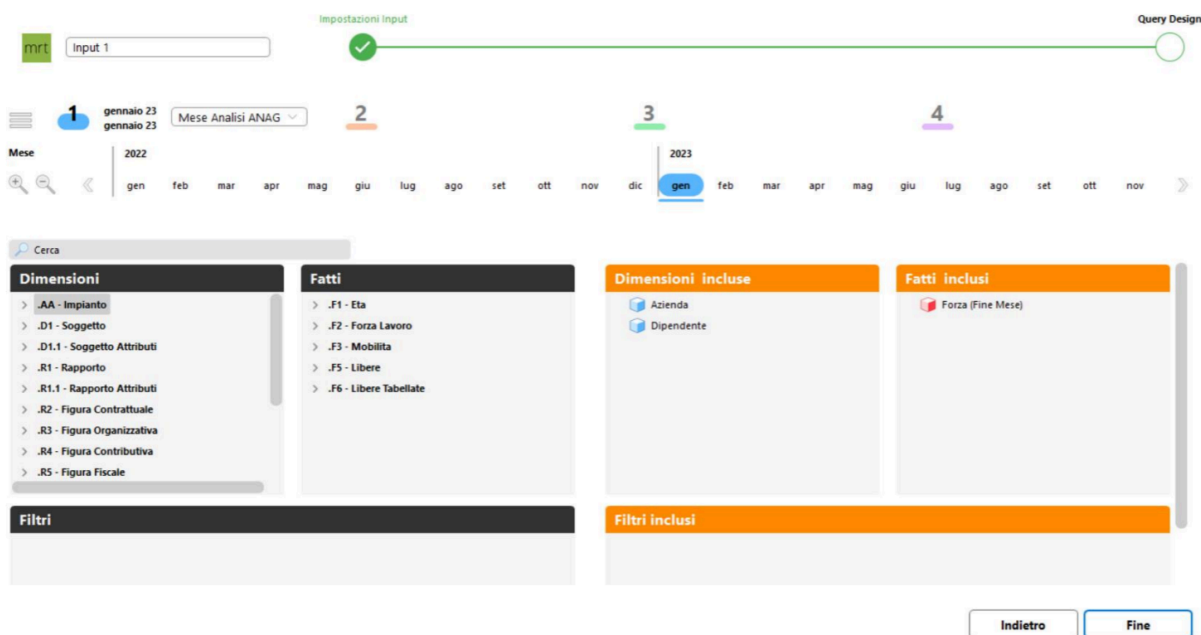 Impostazioni Input
Query Design
mrt
Input 1
1
gennaio 23
gennaio 23
Mese Analisi ANAG
2
3
4
Mese
2022
2023
gen feb mar apr mag giu lug ago set ott nov dic gen feb mar apr mag giu lug ago set ott nov
Cerca
Dimensioni
.AA - Impianto
.D1 - Soggetto
.D1.1 - Soggetto Attributi
.R1 - Rapporto
.R1.1 - Rapporto Attributi
.R2 - Figura Contrattuale
.R3 - Figura Organizzativa
.R4 - Figura Contributiva
.R5 - Figura Fiscale
Fatti
.F1 - Eta
.F2 - Forza Lavoro
.F3 - Mobilita
.F5 - Libere
.F6 - Libere Tabellate
Dimensioni incluse
Azienda
Dipendente
Fatti inclusi
Forza (Fine Mese)
Filtri
Filtri inclusi
Indietro
Fine